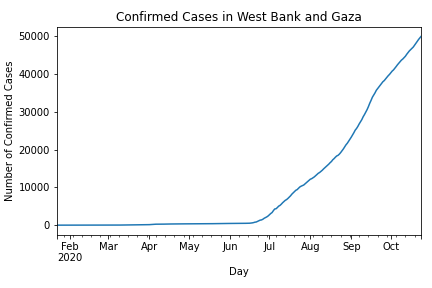 Confirmed Cases in West Bank and Gaza
Number of Confirmed Cases
50000
40000
30000
20000
10000
0
Feb Mar Apr May Jun Jul Aug Sep Oct
2020
Day